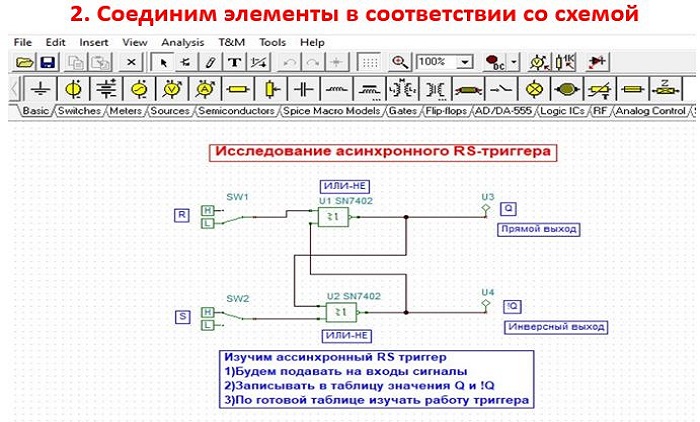 2. Соединим элементы в соответствии со схемой
File Edit Insert View Analysis T&M Tools Help
100%
Basic Switches Meters Sources Semiconductors Spice Macro Models Gates Flip-flops AD/DA-555 Logic ICs RF Analog Control
Исследование асинхронного RS-триггера
ИЛИ-НЕ
SW1
U1 SN7402
U3
R
H
L
Q
Прямой выход
SW2
U2 SN7402
U4
S
H
L
!Q
Инверсный выход
ИЛИ-НЕ
Изучим ассинхронный RS триггер
1)Будем подавать на входы сигналы
2)Записывать в таблицу значения Q и !Q
3)По готовой таблице изучать работу триггера